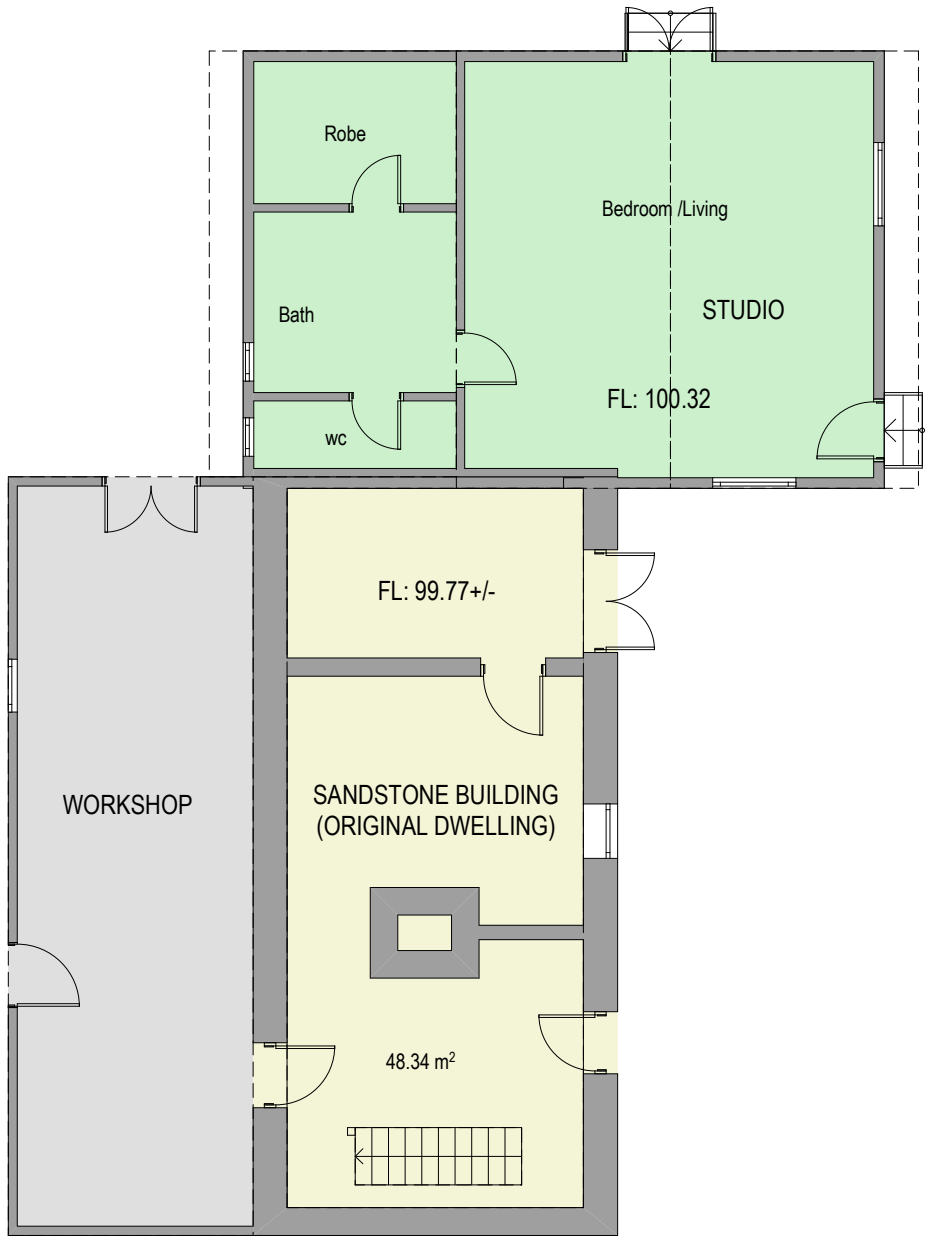 Robe
Bedroom /Living
STUDIO
Bath
FL: 100.32
wc
FL: 99.77+/-
WORKSHOP
SANDSTONE BUILDING
(ORIGINAL DWELLING)
48.34 m²